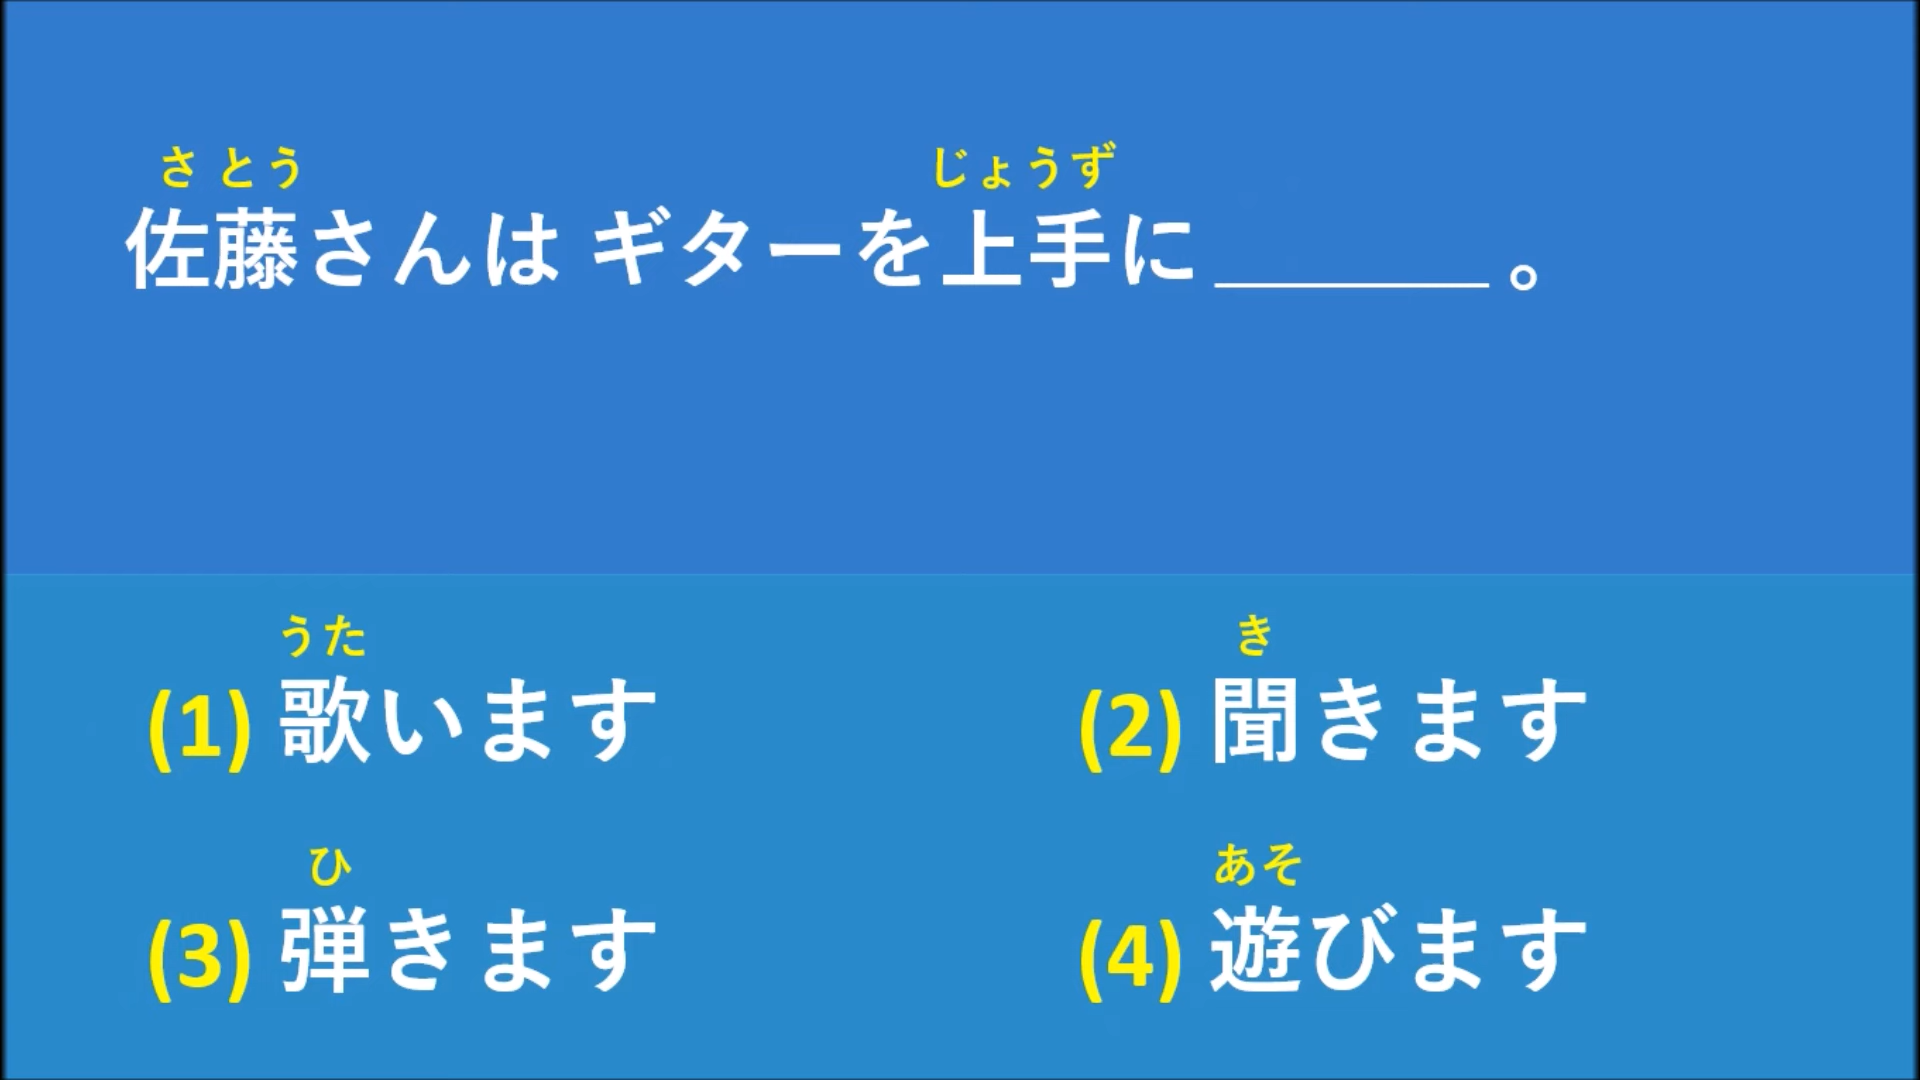 さとう じょうず
佐藤さんは ギターを上手に ______ 。
うた
(1) 歌います
き
(2) 聞きます
ひ
(3) 弾きます
あそ
(4) 遊びます